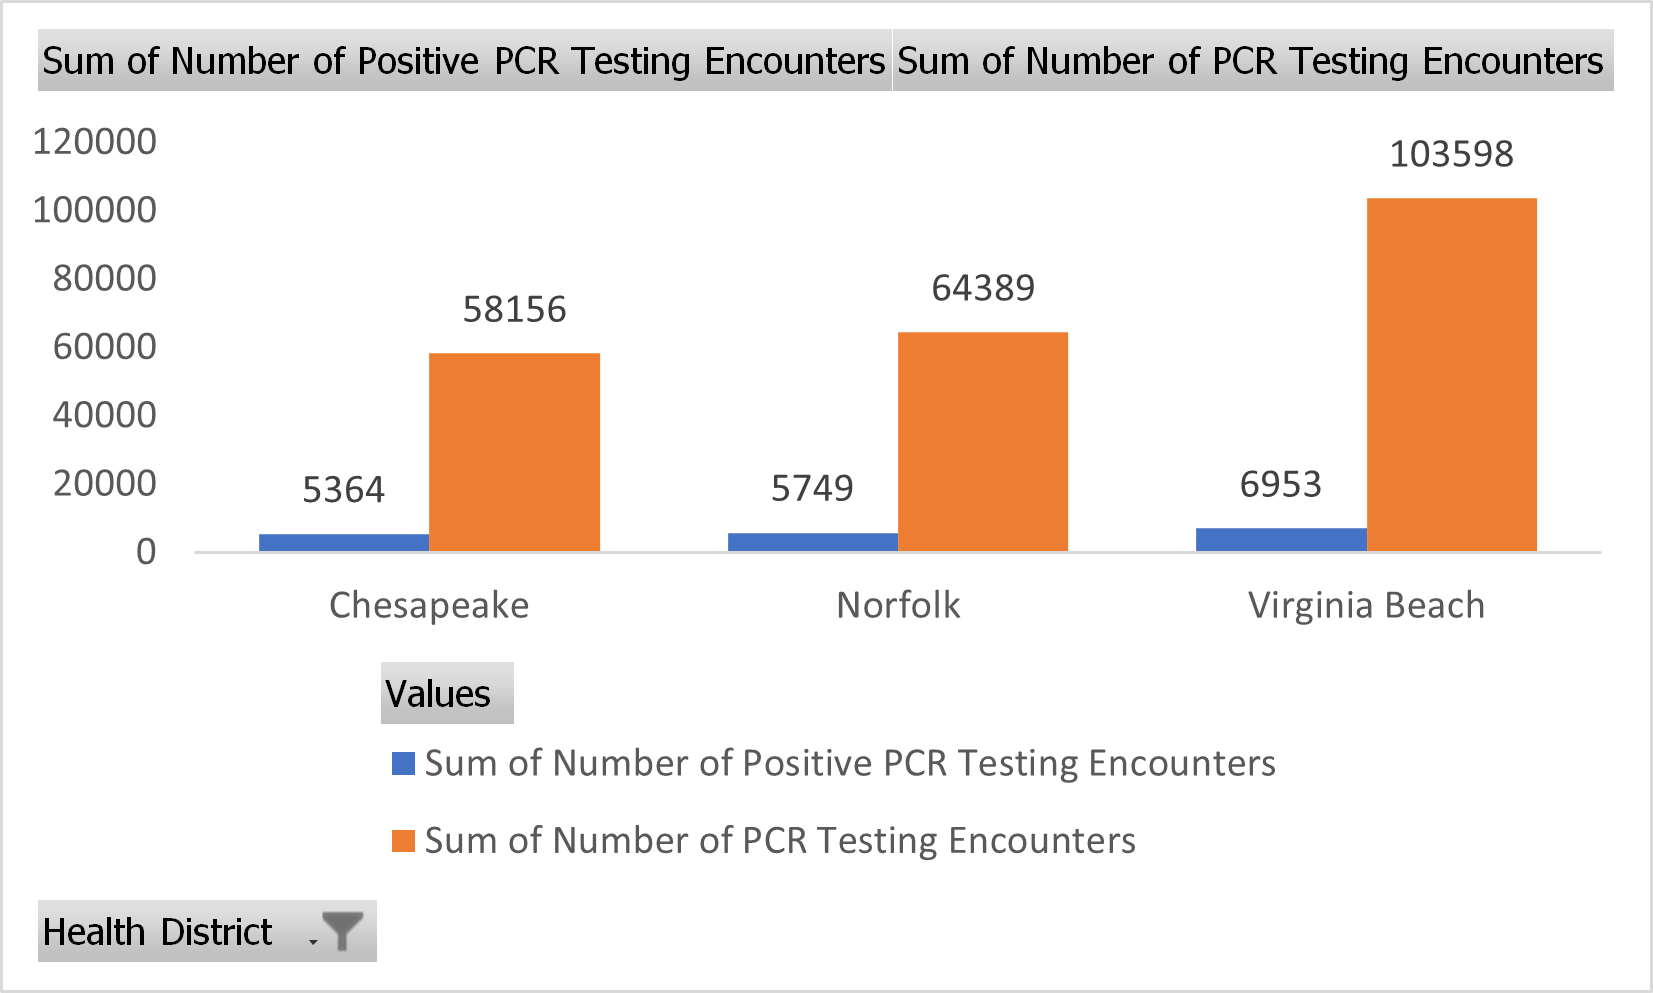 Sum of Number of Positive PCR Testing Encounters Sum of Number of PCR Testing Encounters
120000
100000
80000
60000
40000
20000
0
5364
58156
5749
64389
6953
103598
Chesapeake
Norfolk
Virginia Beach
Values
Sum of Number of Positive PCR Testing Encounters
Sum of Number of PCR Testing Encounters
Health District